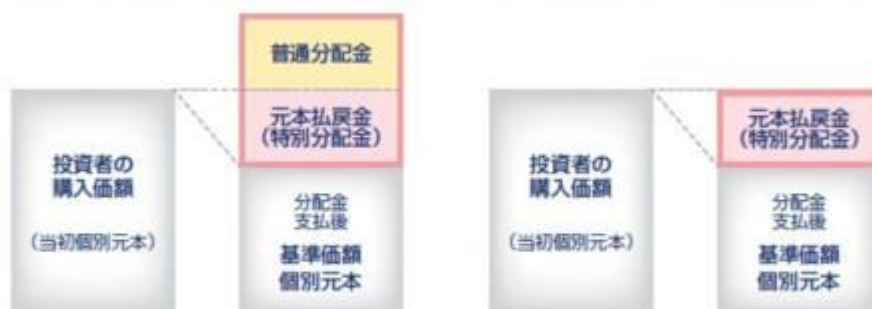 普通分配金
元本払戻金
(特別分配金)
投資者の
購入価額
(当初個別元本)
分配金
支払後
基準価額
個別元本
元本払戻金
(特別分配金)
投資者の
購入価額
(当初個別元本)
分配金
支払後
基準価額
個別元本